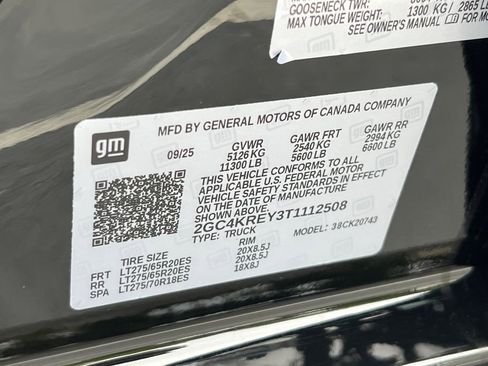 GOOSENECK TWR:
MAX TONGUE WEIGHT: 1300 KG / 2865 LB
SEE OWNER'S MANUAL FOR MO
MFD BY GENERAL MOTORS OF CANADA COMPANY
gm
09/25
GVWR GAWR FRT GAWR RR
5126 KG 2540 KG 2994 KG
11300 LB 5600 LB 6600 LB
THIS VEHICLE CONFORMS TO ALL
APPLICABLE U.S. FEDERAL MOTOR
VEHICLE SAFETY STANDARDS IN
EFFECT ON THE DATE OF
MANUFACTURE SHOWN ABOVE.
2GC4KREY3T1112508
TYPE: TRUCK MODEL: 38CK20743
TIRE SIZE RIM
FRT LT275/65R20ES 20X8.5J
RR LT275/65R20ES 20X8.5J
SPA LT275/70R18ES 18X8J